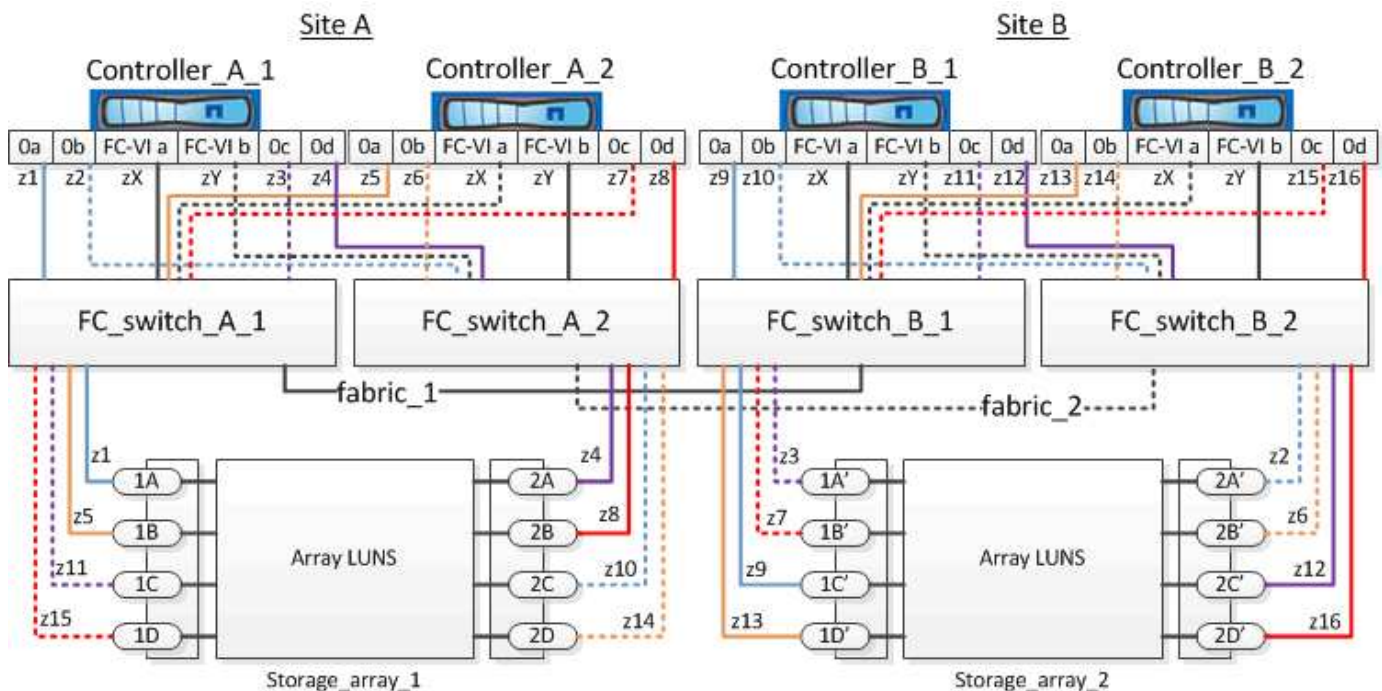 Site A
Site B
Controller_A_1
Controller_A_2
Controller_B_1
Controller_B_2
0a 0b FC-VI a FC-VI b 0c 0d 0a 0b FC-VI a FC-VI b 0c 0d 0a 0b FC-VI a FC-VI b 0c 0d 0a 0b FC-VI a FC-VI b 0c 0d
z1 z2 zX zY z3 z4 z5 z6 zX zY z7 z8 z9 z10 zX zY z11 z12 z13 z14 zX zY z15 z16
FC_switch_A_1
FC_switch_A_2
FC_switch_B_1
FC_switch_B_2
fabric_1
fabric_2
z1 z4 z3 z2
1A 2A 1A' 2A'
z5 z8 z7 z6
1B 2B 1B' 2B'
Array LUNS
Array LUNS
z11 z10 z9 z12
1C 2C 1C' 2C'
z15 z14 z13 z16
1D 2D 1D' 2D'
Storage_array_1
Storage_array_2